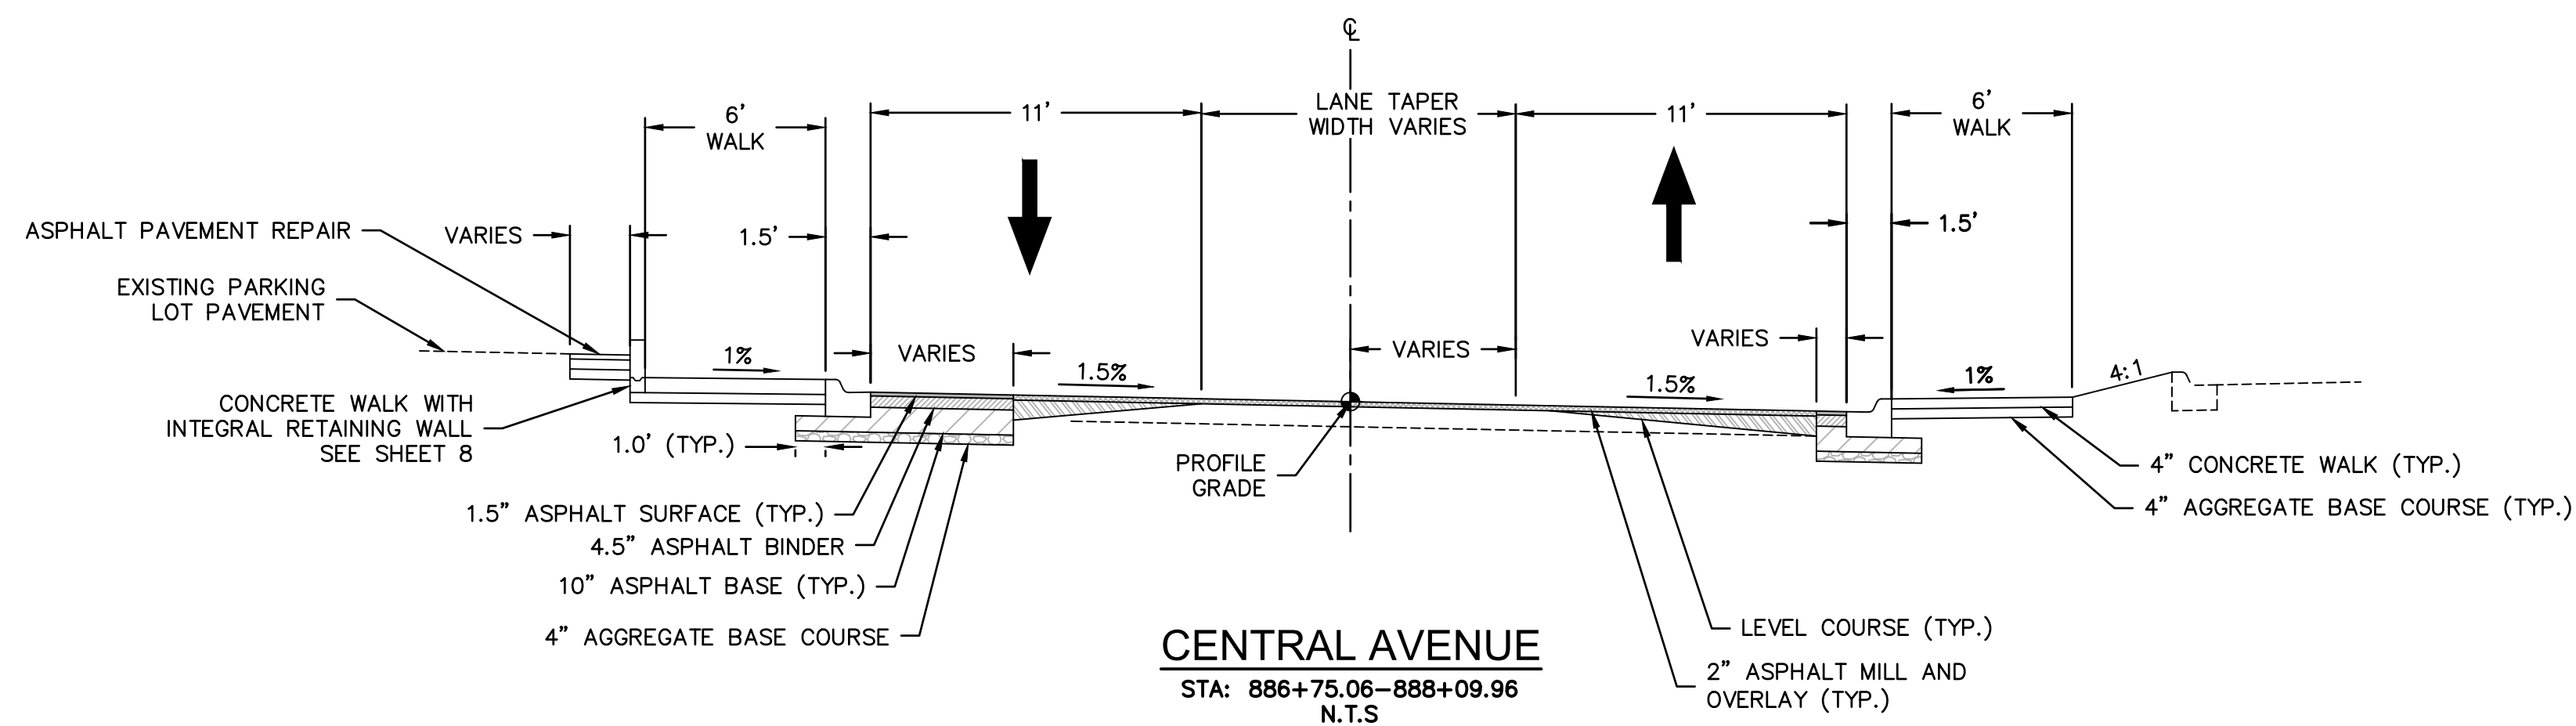 ℄
6'
WALK
11'
LANE TAPER
WIDTH VARIES
11'
6'
WALK
ASPHALT PAVEMENT REPAIR
VARIES
1.5'
1.5'
EXISTING PARKING
LOT PAVEMENT
1%
VARIES
1.5%
VARIES
1.5%
VARIES
1%
4:1
CONCRETE WALK WITH
INTEGRAL RETAINING WALL
SEE SHEET 8
1.0' (TYP.)
PROFILE
GRADE
4" CONCRETE WALK (TYP.)
4" AGGREGATE BASE COURSE (TYP.)
1.5" ASPHALT SURFACE (TYP.)
4.5" ASPHALT BINDER
10" ASPHALT BASE (TYP.)
4" AGGREGATE BASE COURSE
LEVEL COURSE (TYP.)
2" ASPHALT MILL AND
OVERLAY (TYP.)
CENTRAL AVENUE
STA: 886+75.06-888+09.96
N.T.S